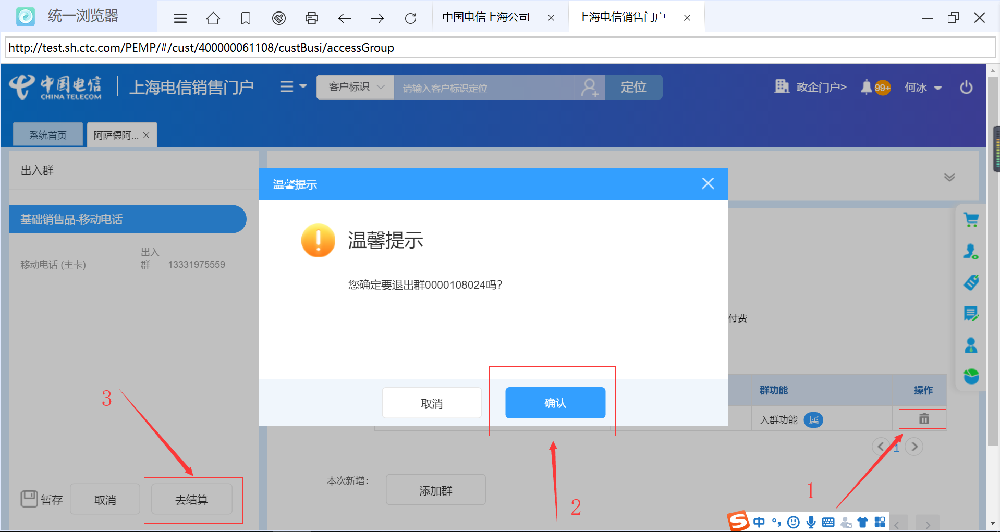 统一浏览器
中国电信上海公司
上海电信销售门户
http://test.sh.ctc.com/PEMP/#/cust/400000061108/custBusi/accessGroup
中国电信
CHINA TELECOM
上海电信销售门户
客户标识
请输入客户标识定位
定位
政企门户>
99+
何冰
系统首页
阿萨德阿...
出入群
温馨提示
基础销售品-移动电话
温馨提示
移动电话 (主卡)
出入群
13331975559
您确定要退出群0000108024吗？
付费
群功能
操作
取消
确认
入群功能
属
1
本次新增：
添加群
暂存
取消
去结算
3
2
1
S
中